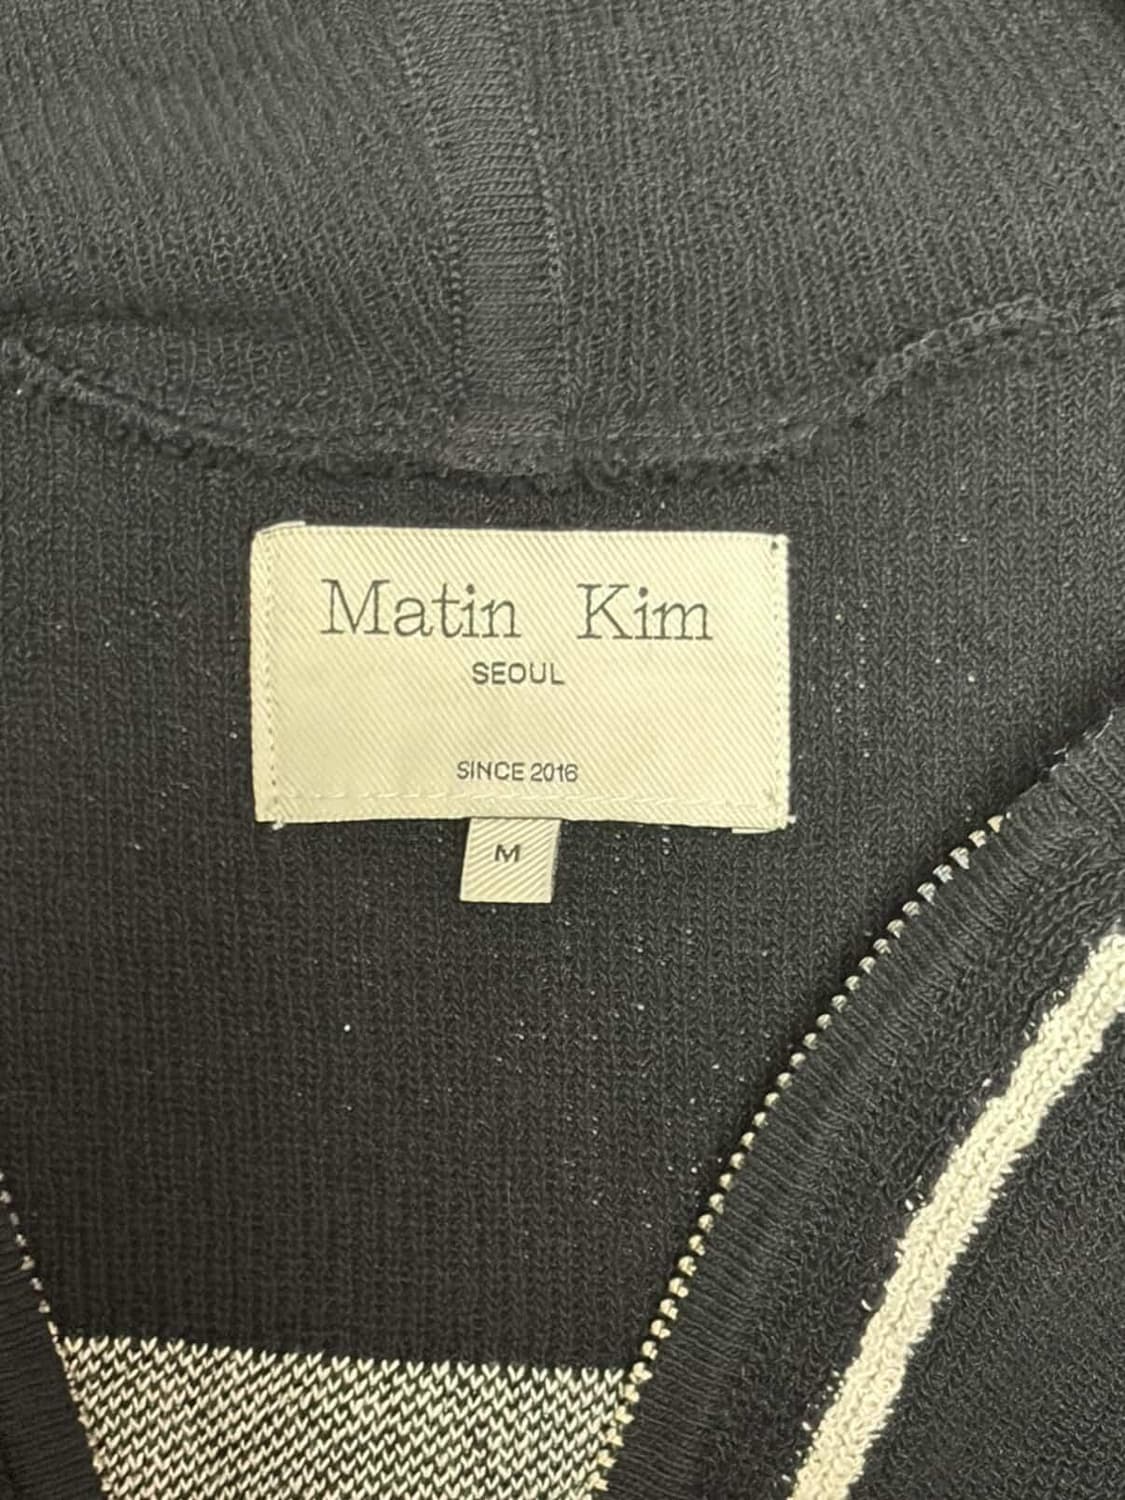 Matin Kim
SEOUL
SINCE 2016
M